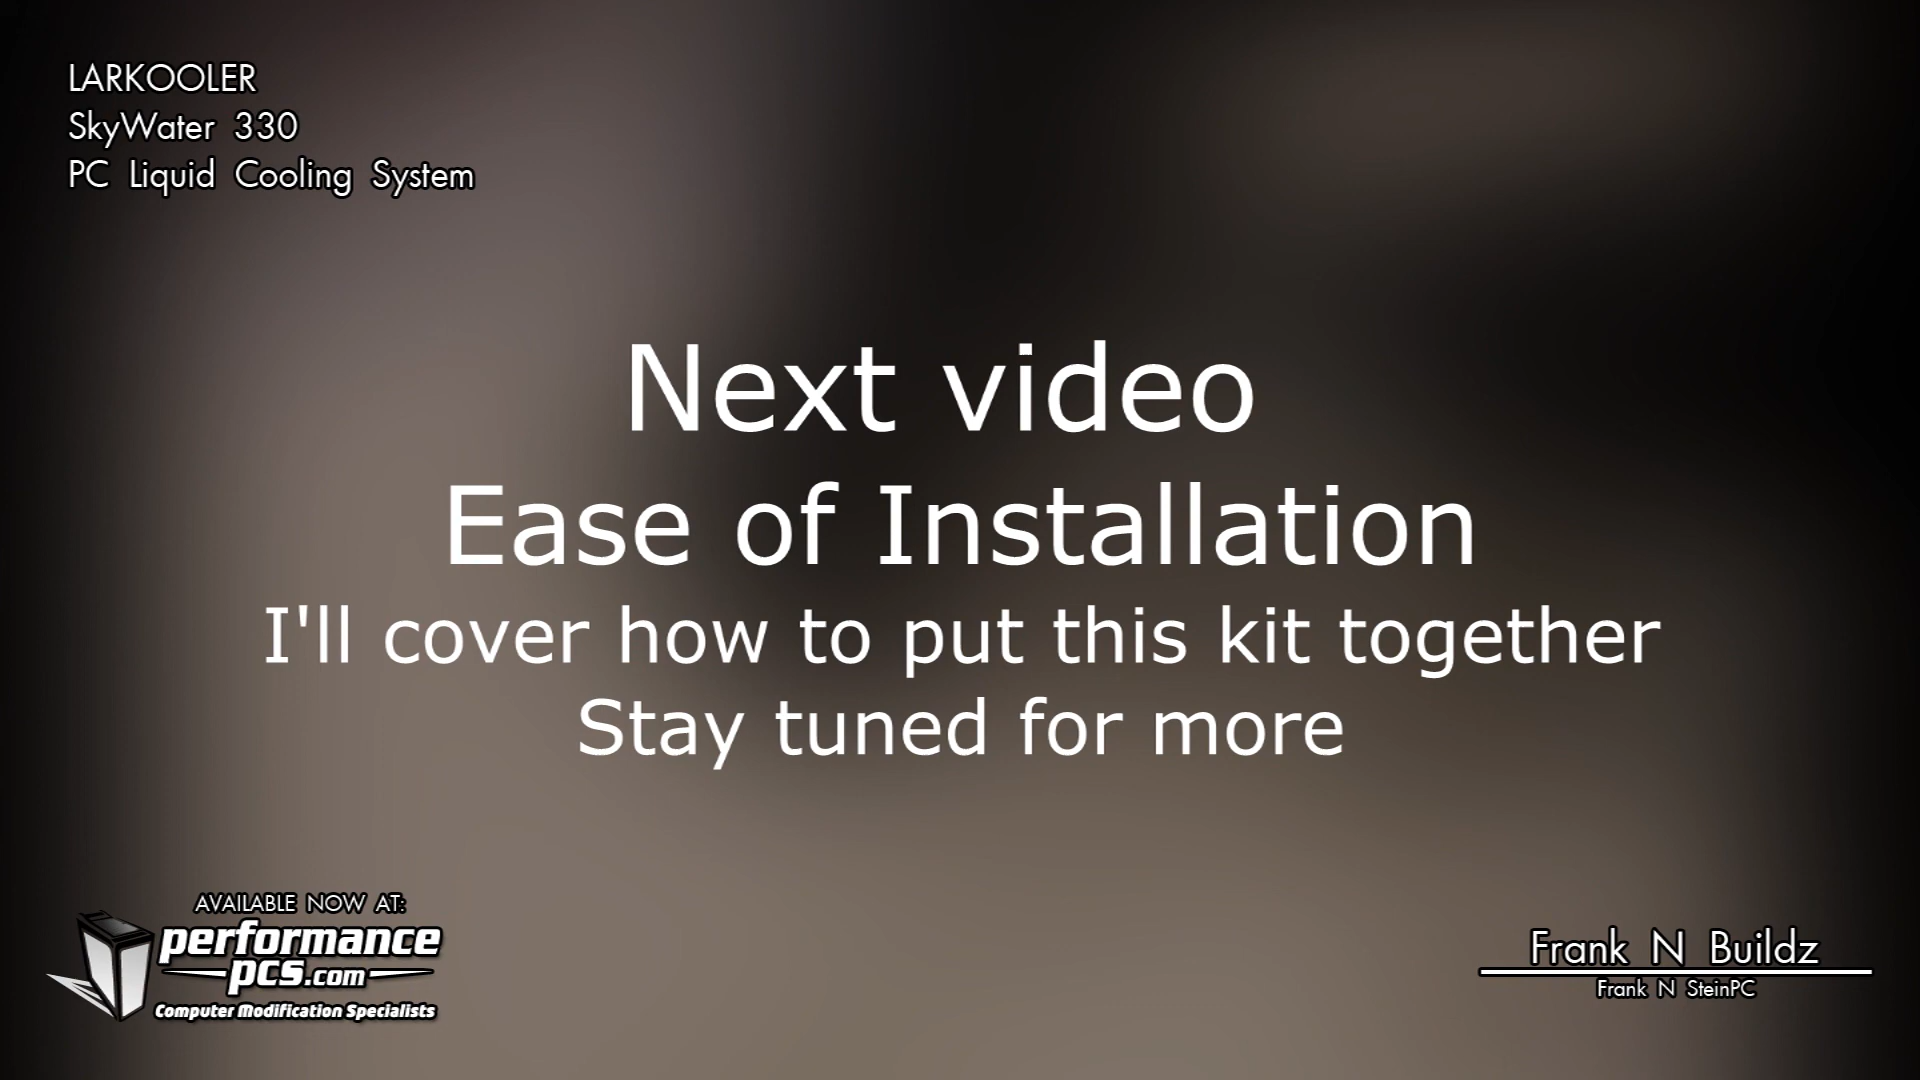 LARKOOLER
SkyWater 330
PC Liquid Cooling System
Next video
Ease of Installation
I'll cover how to put this kit together
Stay tuned for more
AVAILABLE NOW AT:
performance
pcs.com
Computer Modification Specialists
Frank N Buildz
Frank N SteinPC